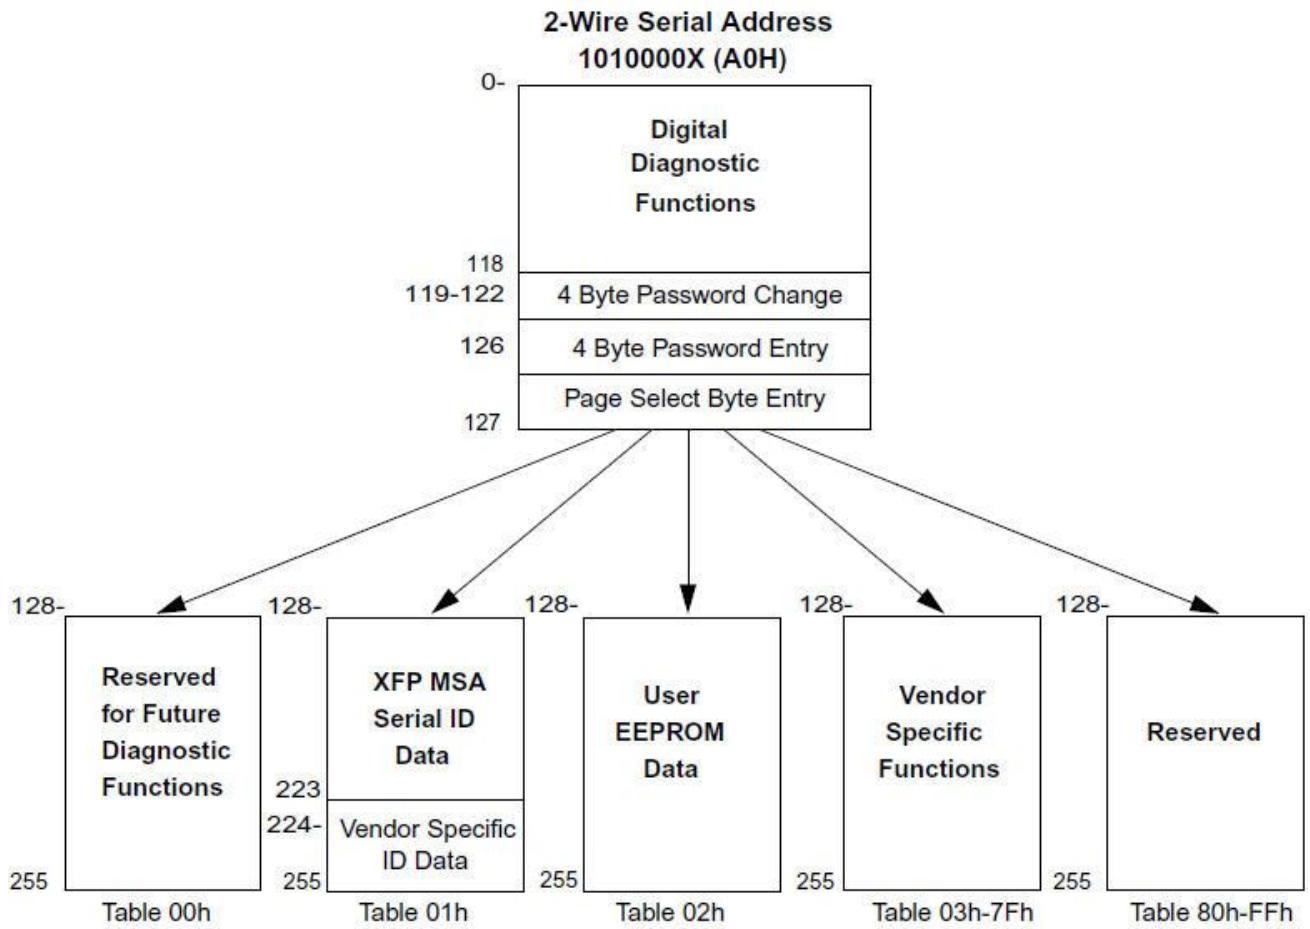 2-Wire Serial Address
1010000X (A0H)
0-
Digital
Diagnostic
Functions
118
119-122
4 Byte Password Change
126
4 Byte Password Entry
Page Select Byte Entry
127
128-
Reserved
for Future
Diagnostic
Functions
255
Table 00h
128-
XFP MSA
Serial ID
Data
223
224-
Vendor Specific
ID Data
255
Table 01h
128-
User
EEPROM
Data
255
Table 02h
128-
Vendor
Specific
Functions
255
Table 03h-7Fh
128-
Reserved
255
Table 80h-FFh